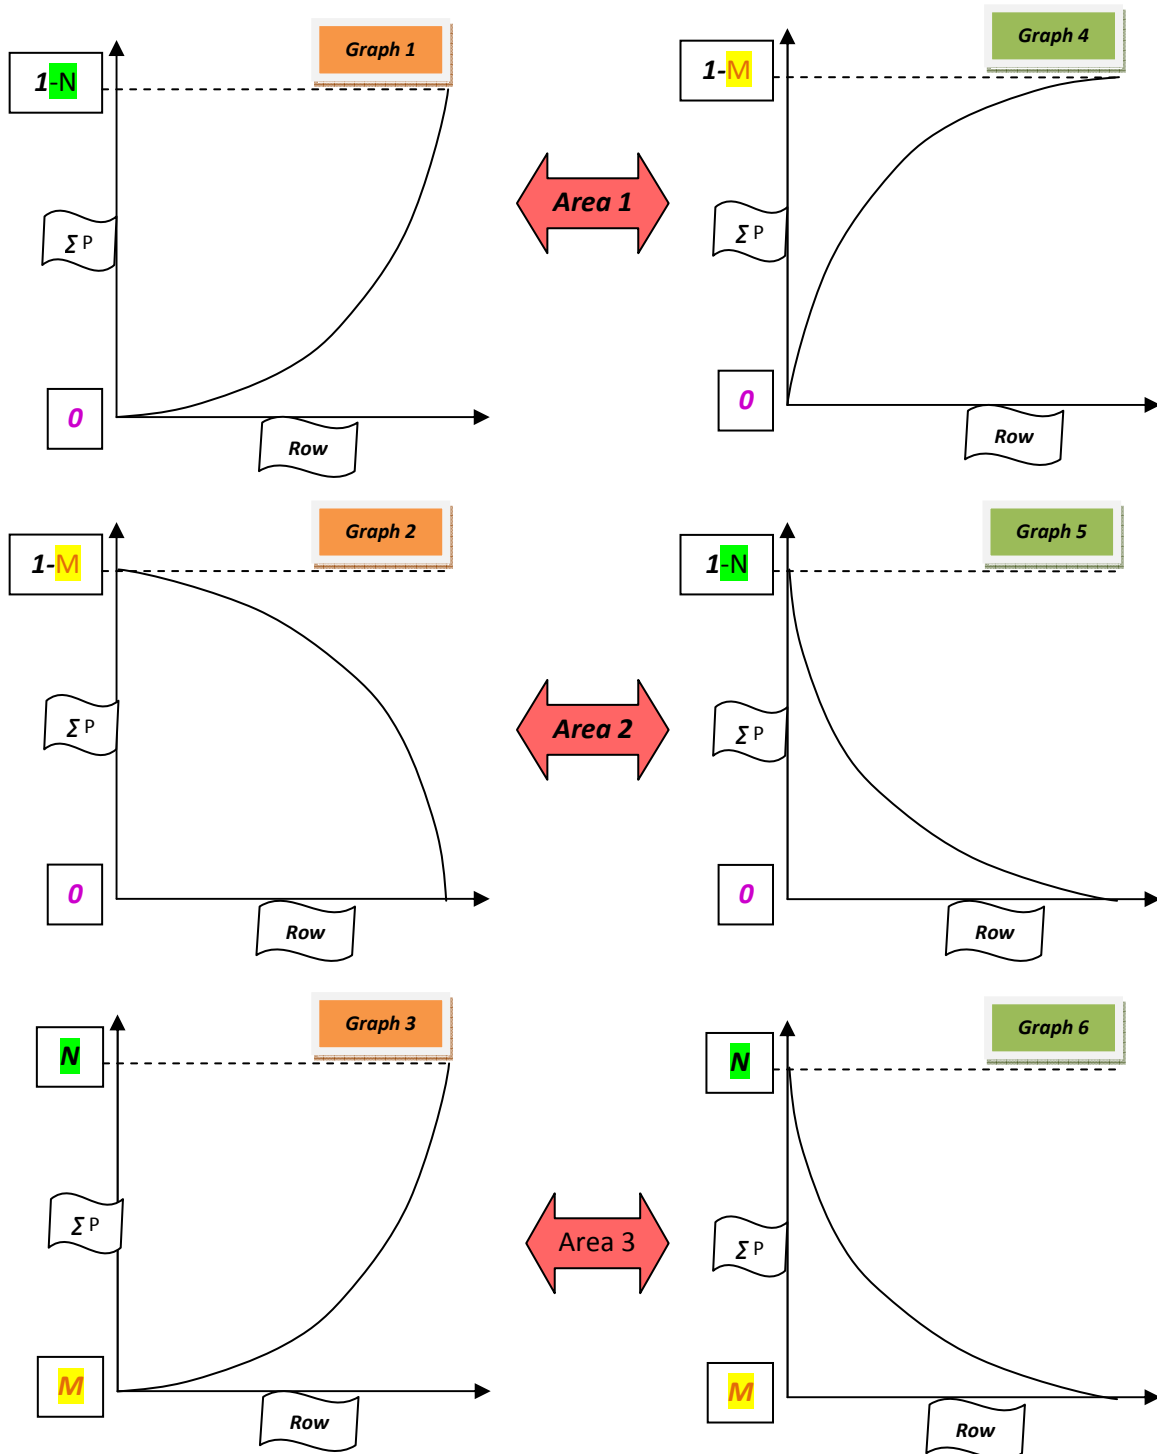 Graph 1
1-N
Σ P
0
Row
Area 1
Graph 4
1-M
Σ P
0
Row
Graph 2
1-M
Σ P
0
Row
Area 2
Graph 5
1-N
Σ P
0
Row
Graph 3
N
Σ P
M
Row
Area 3
Graph 6
N
Σ P
M
Row